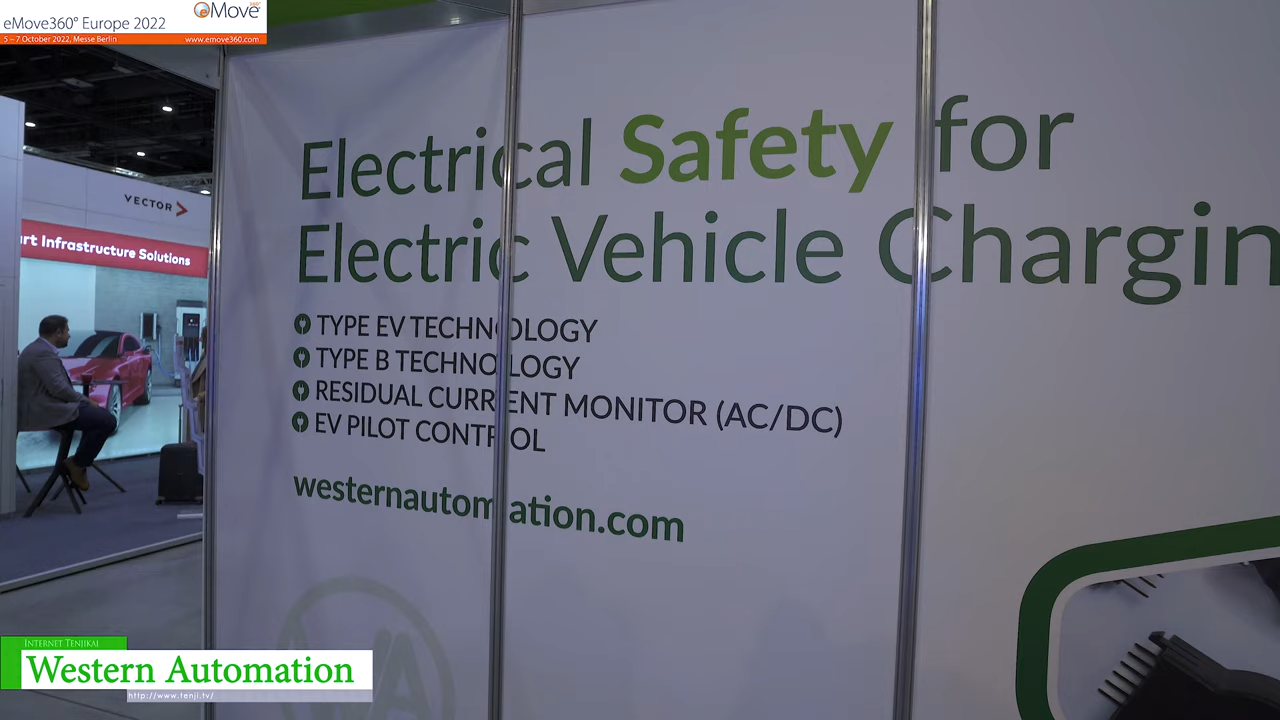 eMove360° Europe 2022
eMove 360°
5 – 7 October 2022, Messe Berlin
www.emove360.com
VECTOR
rt Infrastructure Solutions
Electrical Safety for
Electric Vehicle Chargin
TYPE EV TECHNOLOGY
TYPE B TECHNOLOGY
RESIDUAL CURRENT MONITOR (AC/DC)
EV PILOT CONTROL
westernautomation.com
WA
INTERNET TENJIKAI
Western Automation
http://www.tenji.tv/